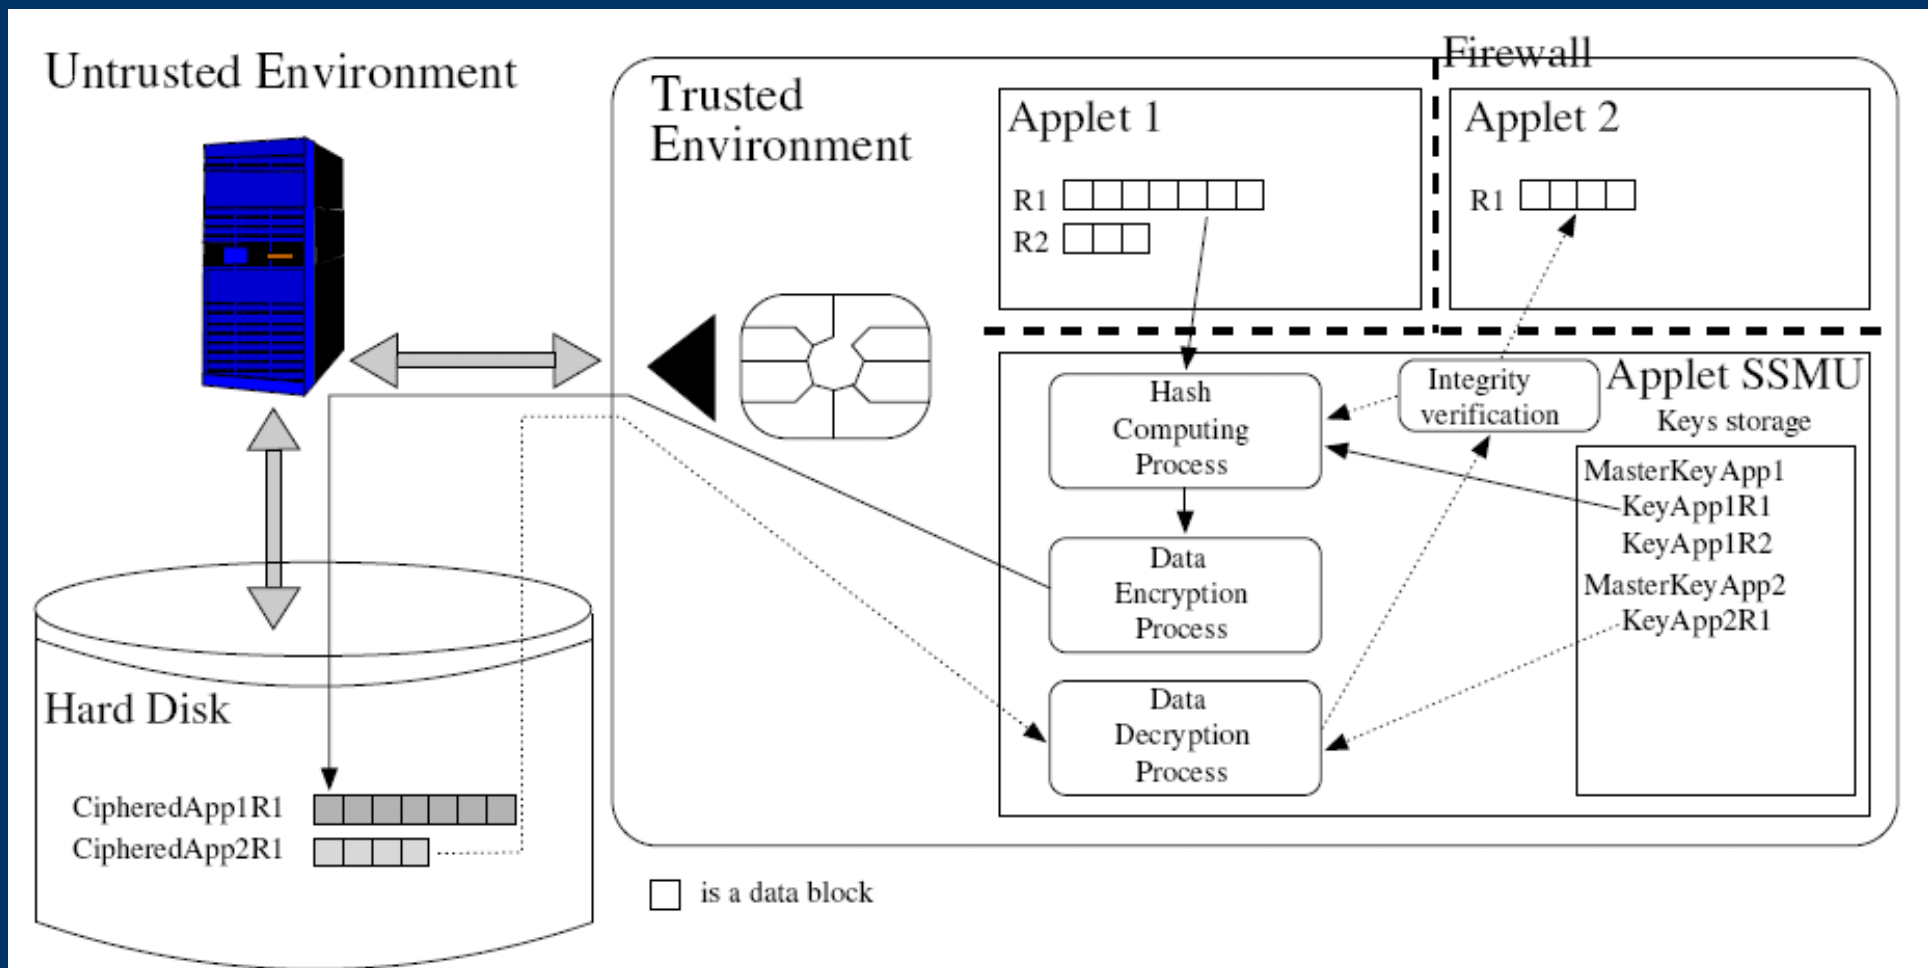 Untrusted Environment
Trusted
Environment
Firewall
Applet 1
R1
R2
Applet 2
R1
Hash
Computing
Process
Integrity
verification
Applet SSMU
Keys storage
MasterKeyApp1
KeyApp1R1
KeyApp1R2
MasterKeyApp2
KeyApp2R1
Data
Encryption
Process
Data
Decryption
Process
Hard Disk
CipheredApp1R1
CipheredApp2R1
is a data block